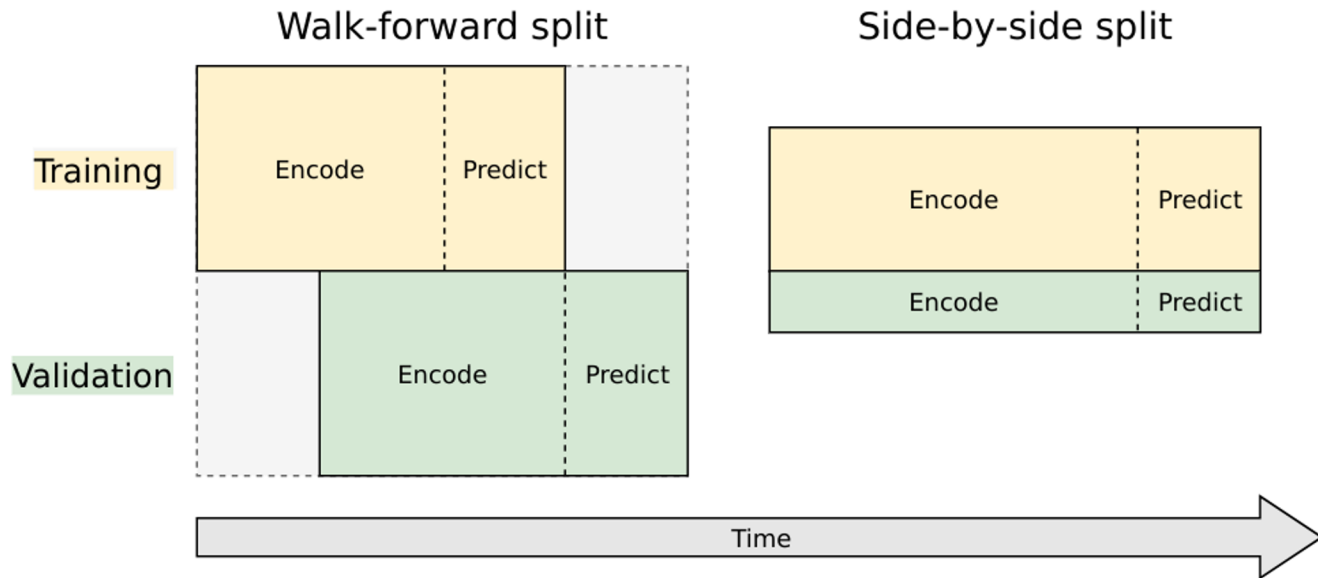 Walk-forward split
Side-by-side split
Training
Encode
Predict
Encode
Predict
Validation
Encode
Predict
Encode
Predict
Time